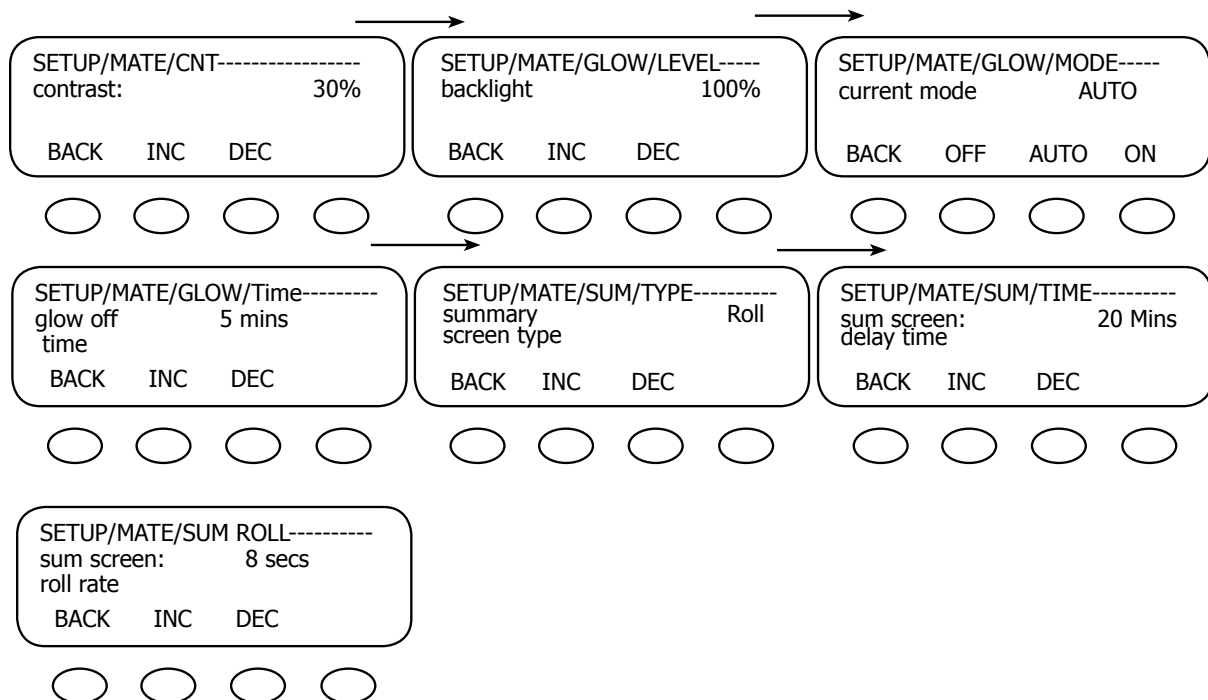 SETUP/MATE/CNT-----------------
contrast: 30%
BACK INC DEC
SETUP/MATE/GLOW/LEVEL-----
backlight 100%
BACK INC DEC
SETUP/MATE/GLOW/MODE-----
current mode AUTO
BACK OFF AUTO ON
SETUP/MATE/GLOW/Time---------
glow off 5 mins
time
BACK INC DEC
SETUP/MATE/SUM/TYPE----------
summary Roll
screen type
BACK INC DEC
SETUP/MATE/SUM/TIME----------
sum screen: 20 Mins
delay time
BACK INC DEC
SETUP/MATE/SUM ROLL----------
sum screen: 8 secs
roll rate
BACK INC DEC